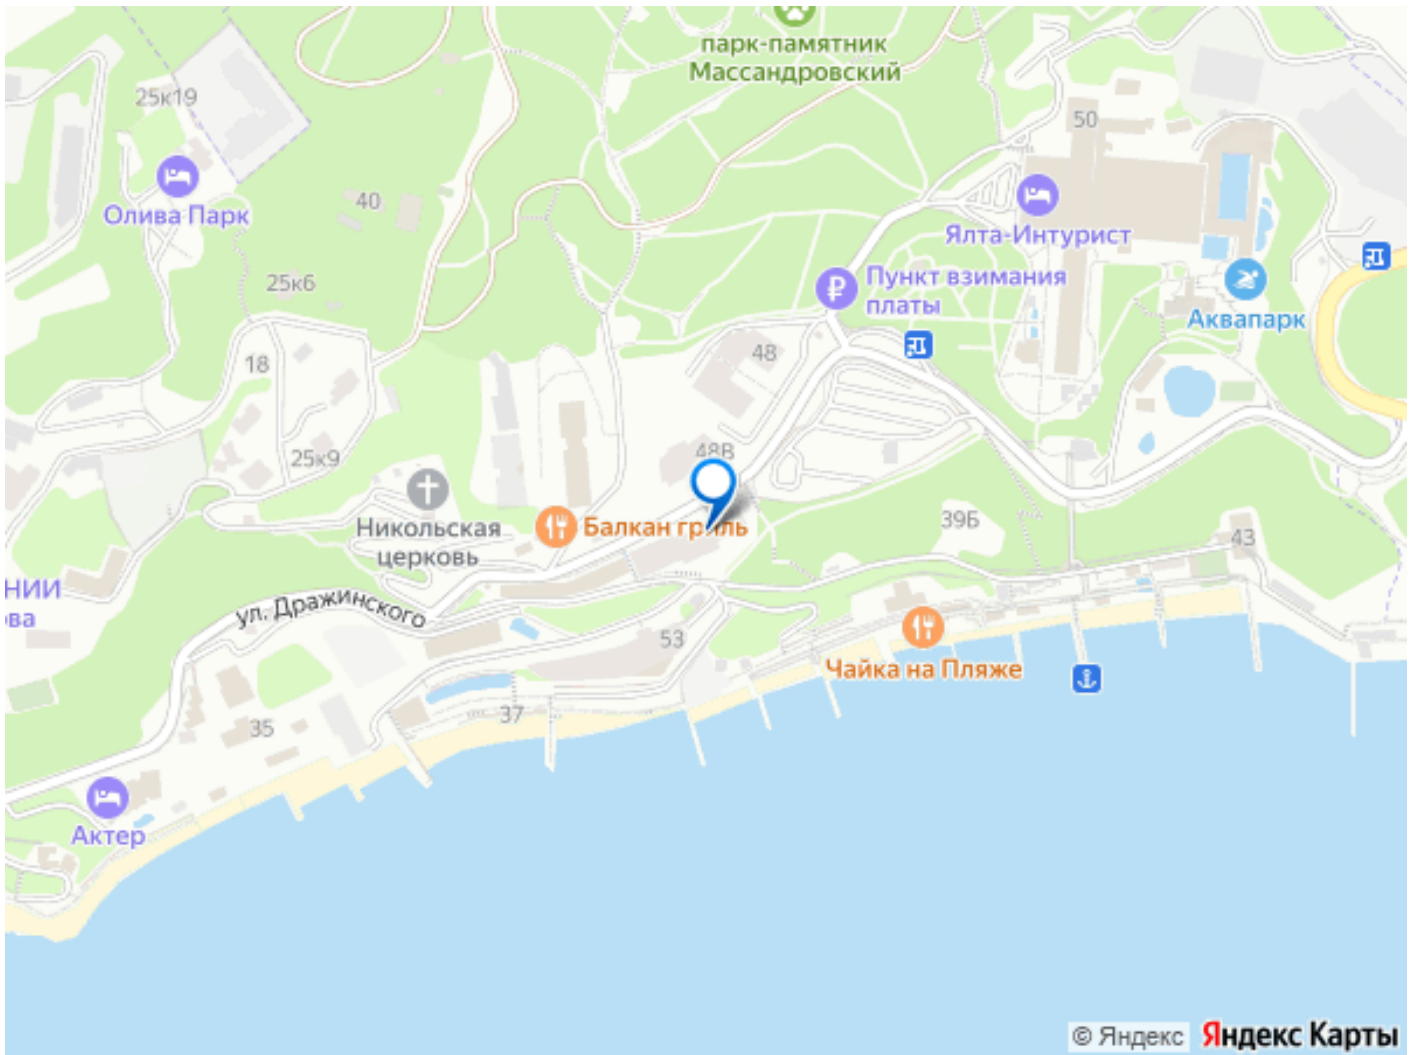 парк-памятник
Массандровский
25к19
50
40
Олива Парк
Ялта-Интурист
25к6
Пункт взимания
платы
Аквапарк
48
18
48В
25к9
Никольская
церковь
Балкан гриль
39Б
43
НИИ
ва
ул. Дражинского
53
Чайка на Пляже
37
35
Актер
© Яндекс Яндекс Карты